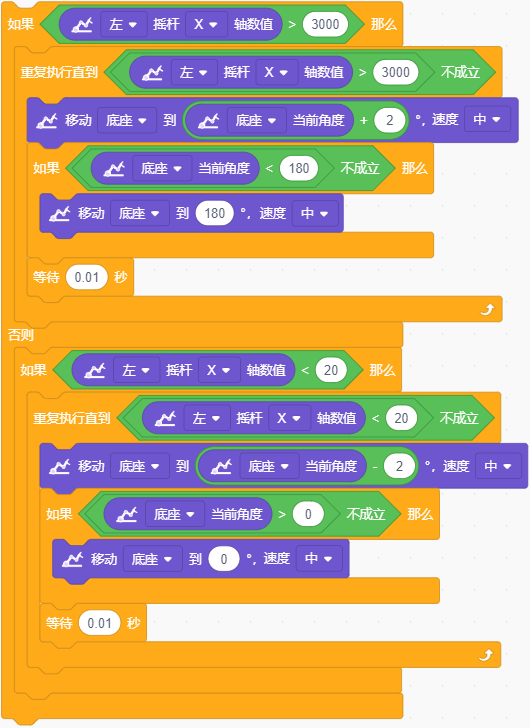 如果 左 摇杆 X 轴数值 > 3000 那么
重复执行直到 左 摇杆 X 轴数值 > 3000 不成立
移动 底座 到 底座 当前角度 + 2 °, 速度 中
如果 底座 当前角度 < 180 不成立 那么
移动 底座 到 180 °, 速度 中
等待 0.01 秒
否则
如果 左 摇杆 X 轴数值 < 20 那么
重复执行直到 左 摇杆 X 轴数值 < 20 不成立
移动 底座 到 底座 当前角度 - 2 °, 速度 中
如果 底座 当前角度 > 0 不成立 那么
移动 底座 到 0 °, 速度 中
等待 0.01 秒